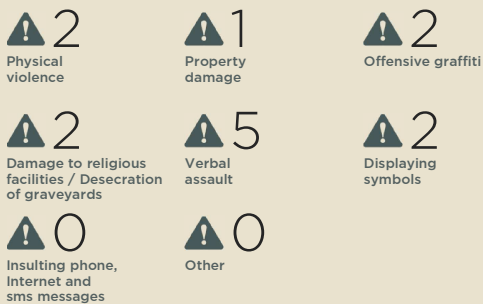 2
Physical
violence
1
Property
damage
2
Offensive graffiti
2
Damage to religious
facilities / Desecration
of graveyards
5
Verbal
assault
2
Displaying
symbols
0
Insulting phone,
Internet and
sms messages
0
Other